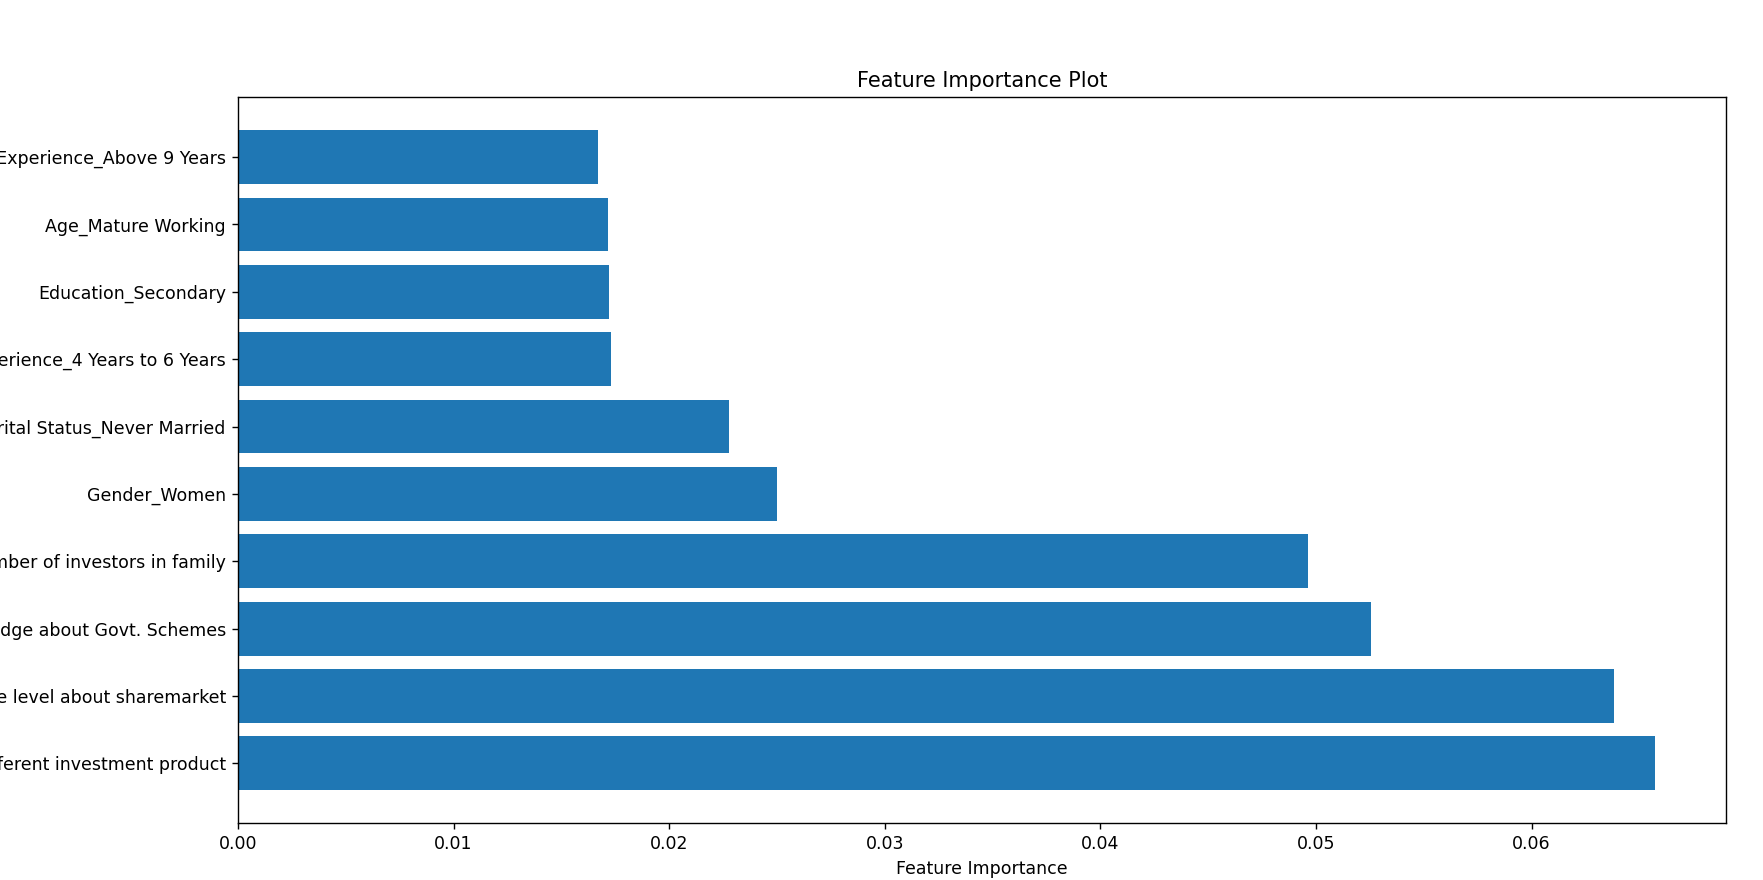 Feature Importance Plot
Experience_Above 9 Years
Age_Mature Working
Education_Secondary
erience_4 Years to 6 Years
rital Status_Never Married
Gender_Women
mber of investors in family
dge about Govt. Schemes
e level about sharemarket
ferent investment product
0.00 0.01 0.02 0.03 0.04 0.05 0.06
Feature Importance